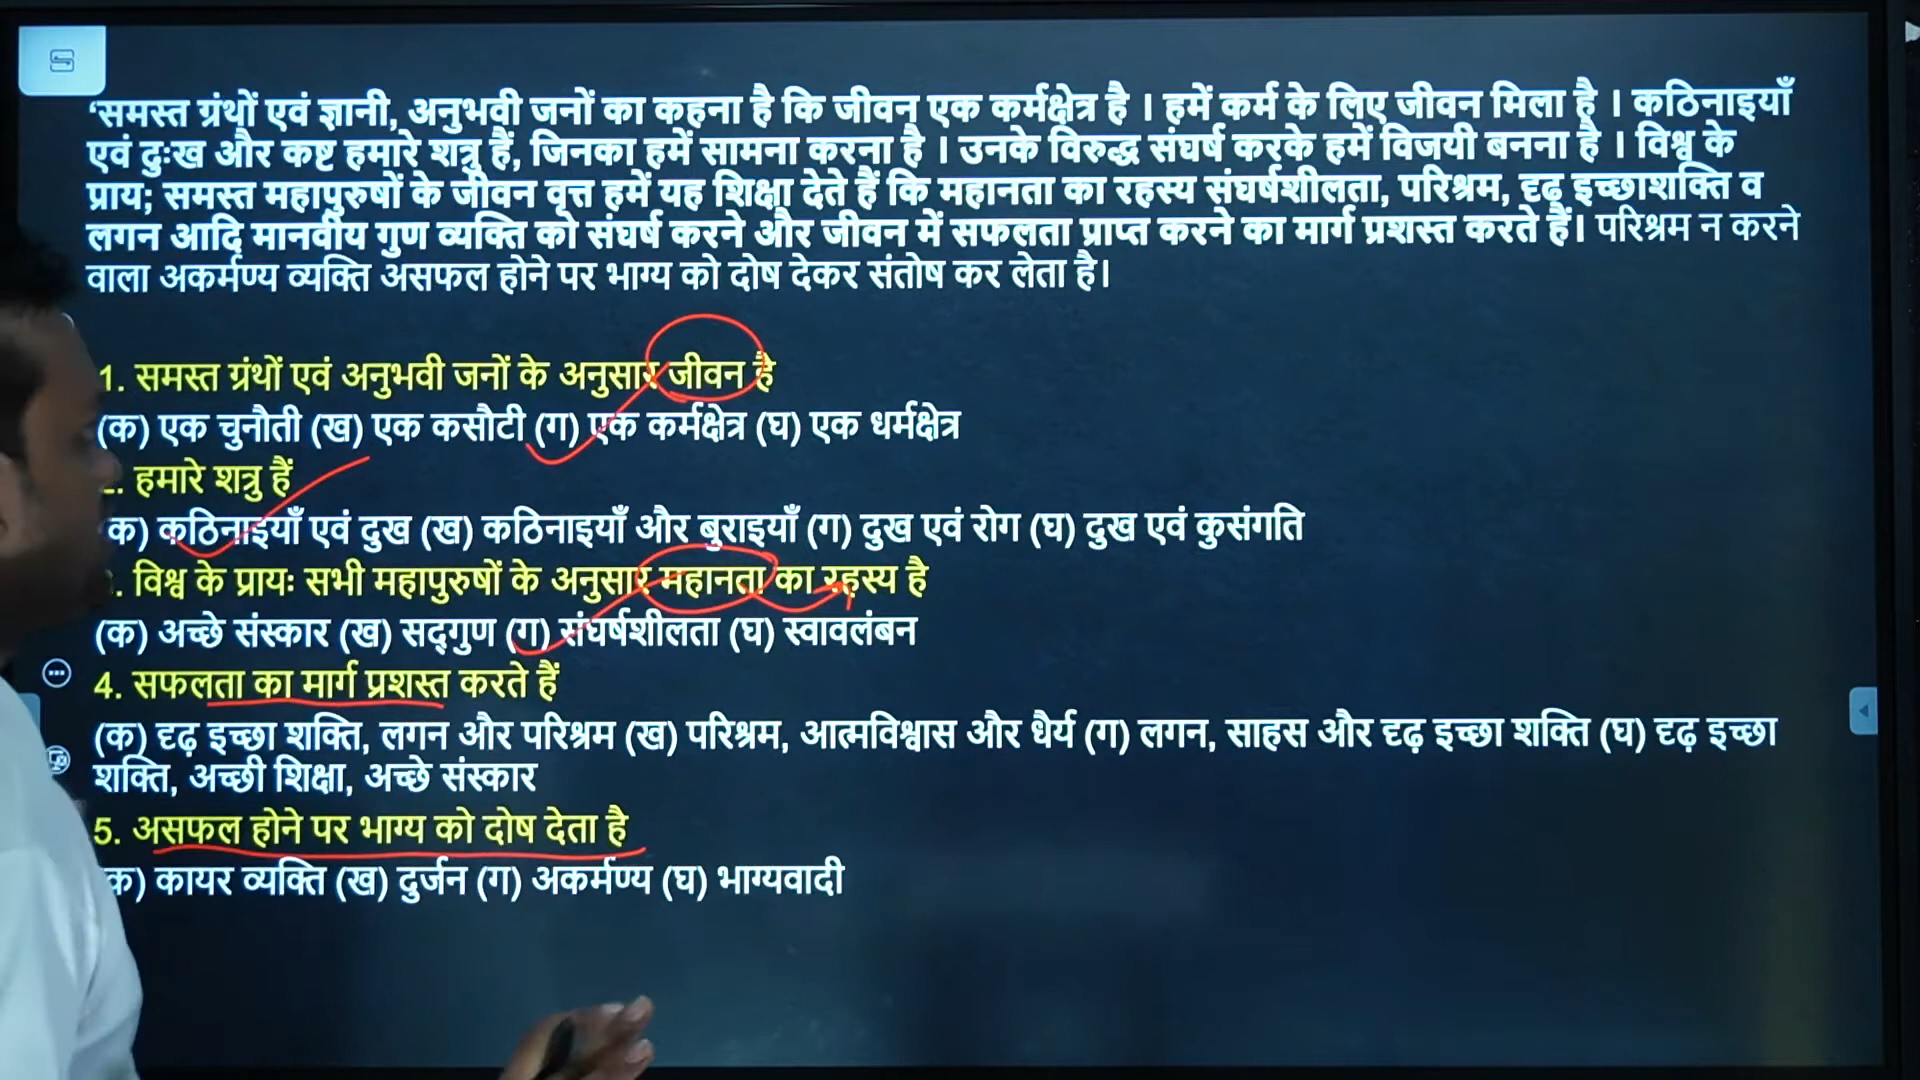 ‘समस्त ग्रंथों एवं ज्ञानी, अनुभवी जनों का कहना है कि जीवन एक कर्मक्षेत्र है । हमें कर्म के लिए जीवन मिला है । कठिनाइयाँ
एवं दुःख और कष्ट हमारे शत्रु हैं, जिनका हमें सामना करना है । उनके विरुद्ध संघर्ष करके हमें विजयी बनना है । विश्व के
प्राय; समस्त महापुरुषों के जीवन वृत्त हमें यह शिक्षा देते हैं कि महानता का रहस्य संघर्षशीलता, परिश्रम, दृढ़ इच्छाशक्ति व
लगन आदि मानवीय गुण व्यक्ति को संघर्ष करने और जीवन में सफलता प्राप्त करने का मार्ग प्रशस्त करते हैं। परिश्रम न करने
वाला अकर्मण्य व्यक्ति असफल होने पर भाग्य को दोष देकर संतोष कर लेता है।
1. समस्त ग्रंथों एवं अनुभवी जनों के अनुसार जीवन है
(क) एक चुनौती (ख) एक कसौटी (ग) एक कर्मक्षेत्र (घ) एक धर्मक्षेत्र
. हमारे शत्रु हैं
क) कठिनाइयाँ एवं दुख (ख) कठिनाइयाँ और बुराइयाँ (ग) दुख एवं रोग (घ) दुख एवं कुसंगति
. विश्व के प्रायः सभी महापुरुषों के अनुसार महानता का रहस्य है
(क) अच्छे संस्कार (ख) सद्‌गुण (ग) संघर्षशीलता (घ) स्वावलंबन
4. सफलता का मार्ग प्रशस्त करते हैं
(क) दृढ़ इच्छा शक्ति, लगन और परिश्रम (ख) परिश्रम, आत्मविश्वास और धैर्य (ग) लगन, साहस और दृढ़ इच्छा शक्ति (घ) दृढ़ इच्छा
शक्ति, अच्छी शिक्षा, अच्छे संस्कार
5. असफल होने पर भाग्य को दोष देता है
क) कायर व्यक्ति (ख) दुर्जन (ग) अकर्मण्य (घ) भाग्यवादी